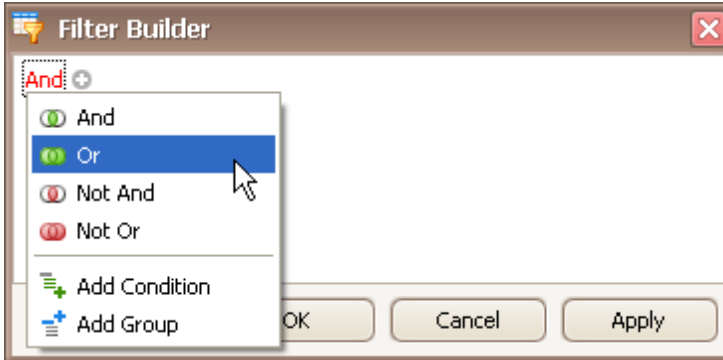 Filter Builder
And
And
Or
Not And
Not Or
Add Condition
Add Group
OK
Cancel
Apply